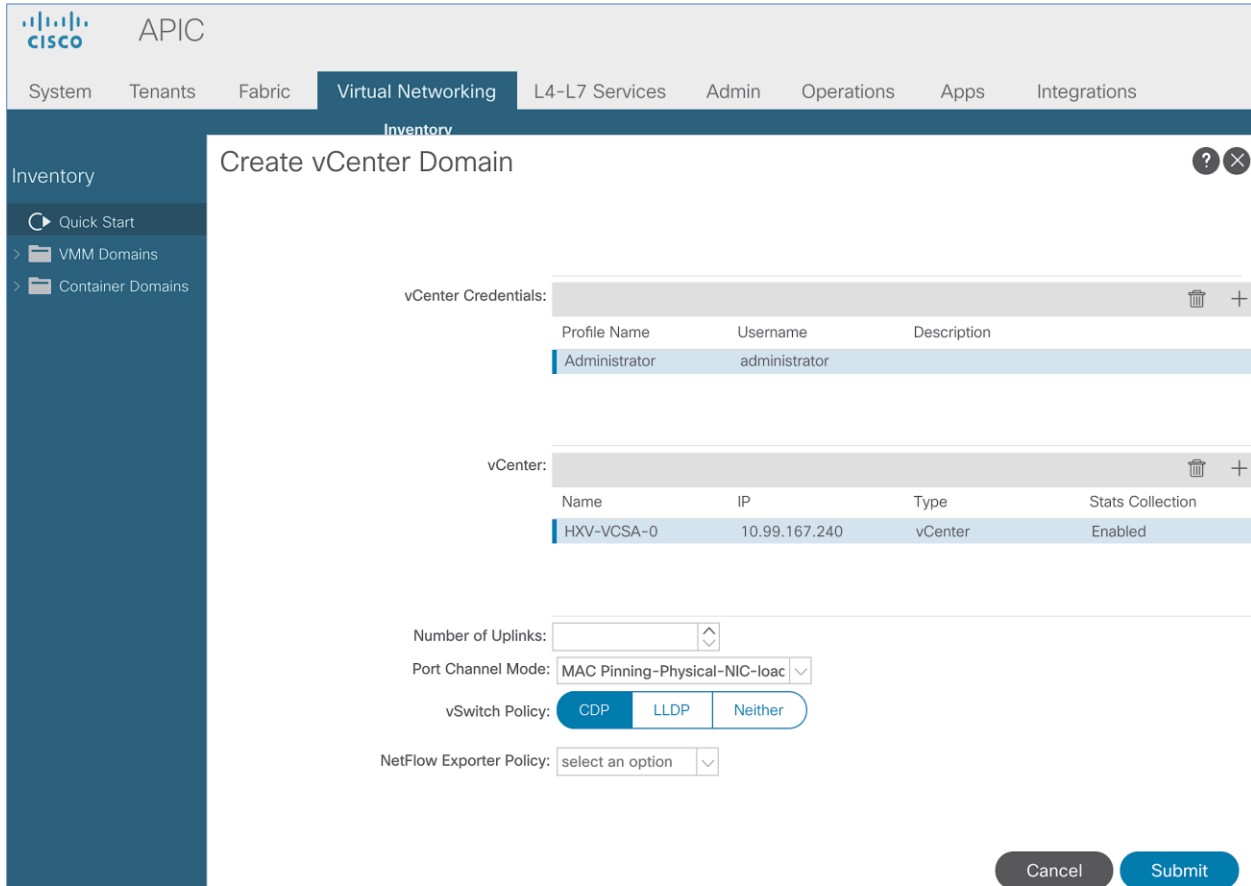 CISCO APIC
System Tenants Fabric Virtual Networking L4-L7 Services Admin Operations Apps Integrations
Inventory
Inventory
Quick Start
VMM Domains
Container Domains
Create vCenter Domain
?
vCenter Credentials:
Profile Name Username Description
Administrator administrator
vCenter:
Name IP Type Stats Collection
HXV-VCSA-0 10.99.167.240 vCenter Enabled
Number of Uplinks:
Port Channel Mode: MAC Pinning-Physical-NIC-load
vSwitch Policy: CDP LLDP Neither
NetFlow Exporter Policy: select an option
Cancel Submit